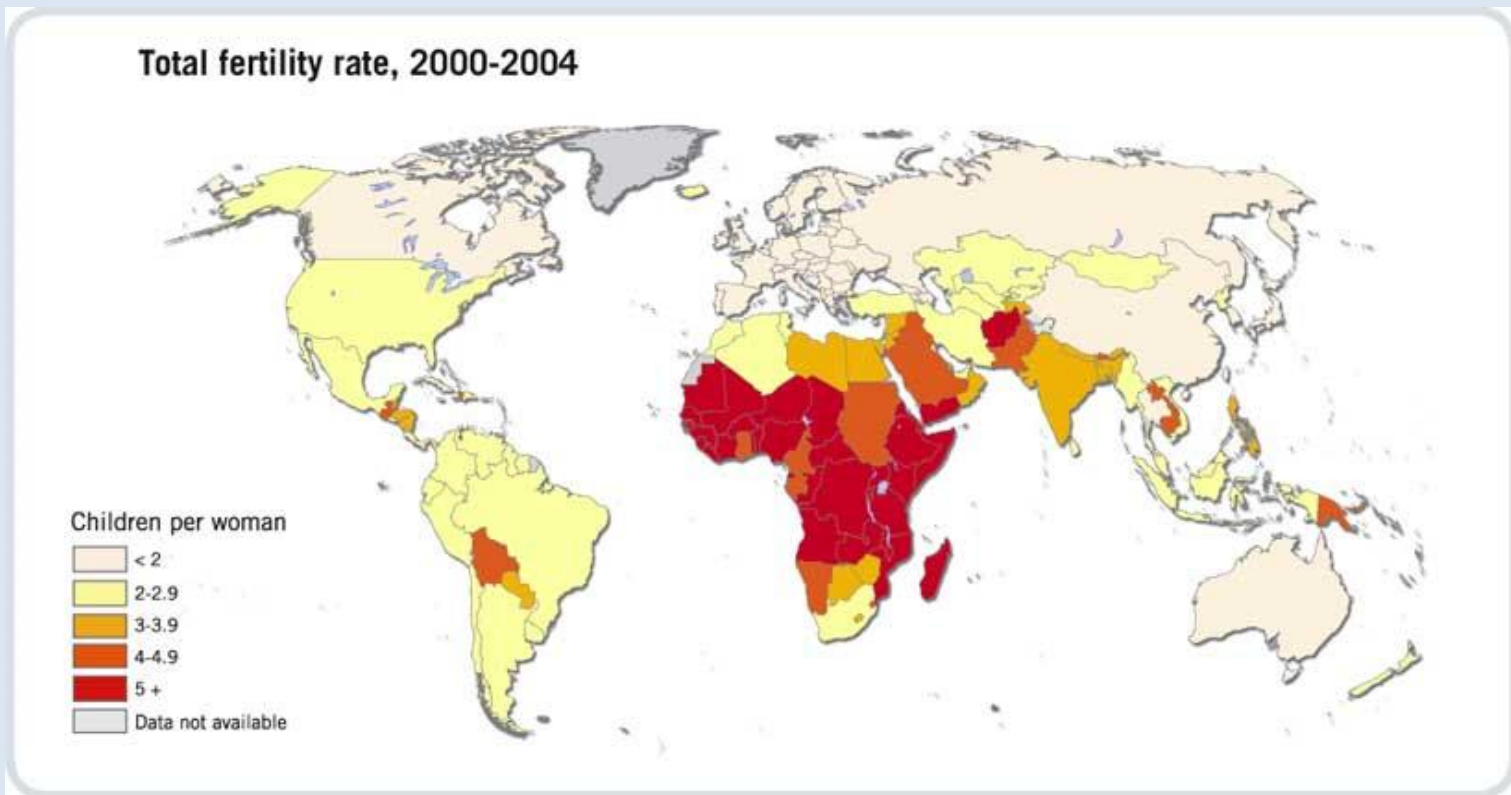 Total fertility rate, 2000-2004
Children per woman
< 2
2-2.9
3-3.9
4-4.9
5 +
Data not available